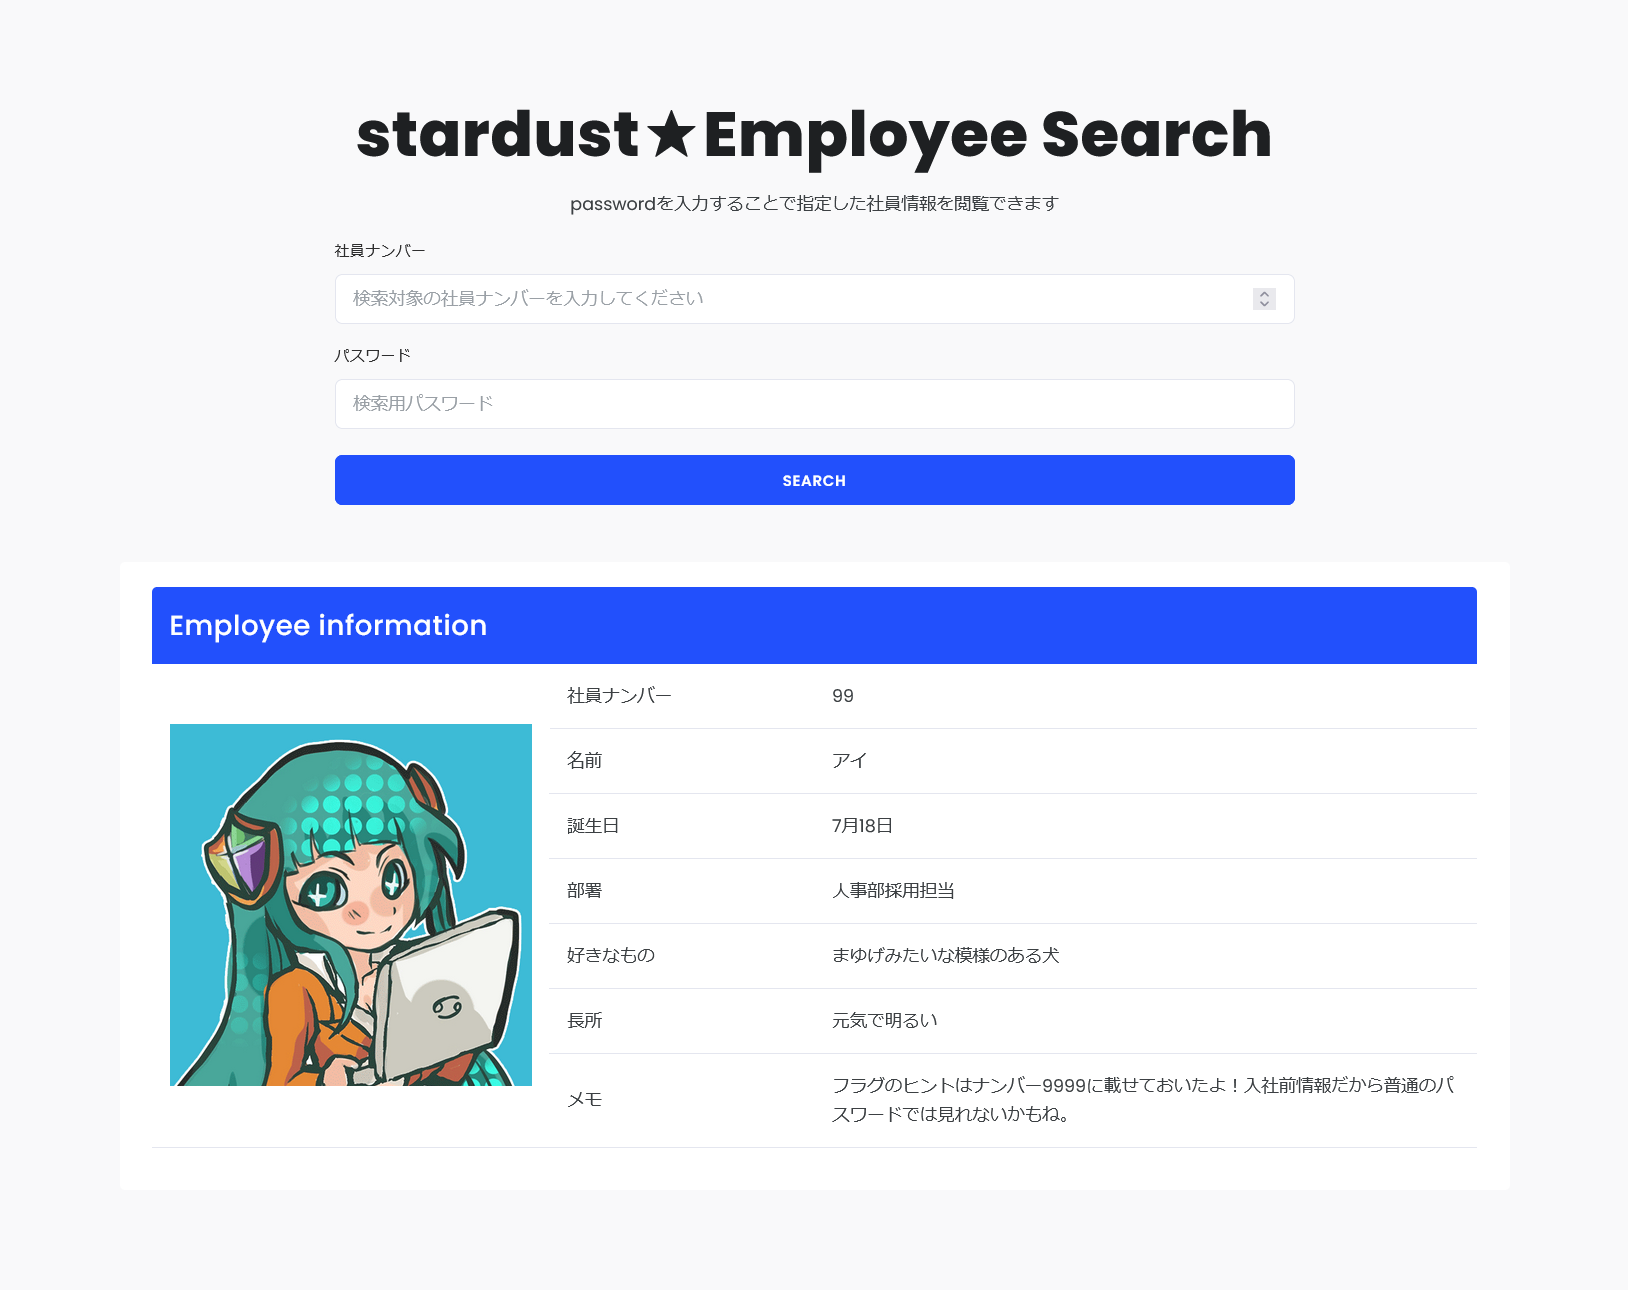 stardust★Employee Search
passwordを入力することで指定した社員情報を閲覧できます
社員ナンバー
検索対象の社員ナンバーを入力してください
パスワード
検索用パスワード
SEARCH
Employee information
社員ナンバー 99
名前 アイ
誕生日 7月18日
部署 人事部採用担当
好きなもの まゆげみたいな模様のある犬
長所 元気で明るい
メモ フラグのヒントはナンバー9999に載せておいたよ！入社前情報だから普通のパ
スワードでは見れないかもね。